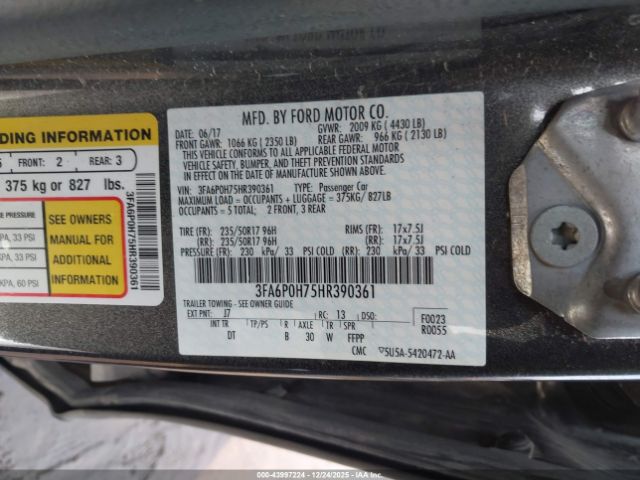 MFD. BY FORD MOTOR CO.
DATE: 06/17 GVWR: 2009 KG ( 4430 LB)
FRONT GAWR: 1066 KG ( 2350 LB) REAR GAWR: 966 KG ( 2130 LB)
THIS VEHICLE CONFORMS TO ALL APPLICABLE FEDERAL MOTOR
VEHICLE SAFETY, BUMPER, AND THEFT PREVENTION STANDARDS
IN EFFECT ON THE DATE OF MANUFACTURE SHOWN ABOVE.
VIN: 3FA6P0H75HR390361 TYPE: Passenger Car
MAXIMUM LOAD = OCCUPANTS + LUGGAGE = 375KG / 827LB
OCCUPANTS = 5 TOTAL: 2 FRONT, 3 REAR
TIRE (FR): 235/50R17 96H RIMS (FR): 17x7.5J
(RR): 235/50R17 96H (RR): 17x7.5J
PRESSURE (FR): 230 kPa/ 33 PSI COLD (RR): 230 kPa/ 33 PSI COLD
3FA6P0H75HR390361
TRAILER TOWING - SEE OWNER GUIDE
EXT PNT: J7 RC: 13 DSO: F0023
R0055
INT TR TP/PS R AXLE TR SPR
DT B 30 W FFPP
CMC 5U5A-5420472-AA
DING INFORMATION
5 FRONT: 2 REAR: 3
375 kg or 827 lbs.
E PRESSURE
KPA, 33 PSI
KPA, 33 PSI
KPA, 60 PSI
SEE OWNERS
MANUAL FOR
ADDITIONAL
INFORMATION
3FA6P0H75HR390361
© IAA #43997224 - 12/24/2025 - IAAI.COM